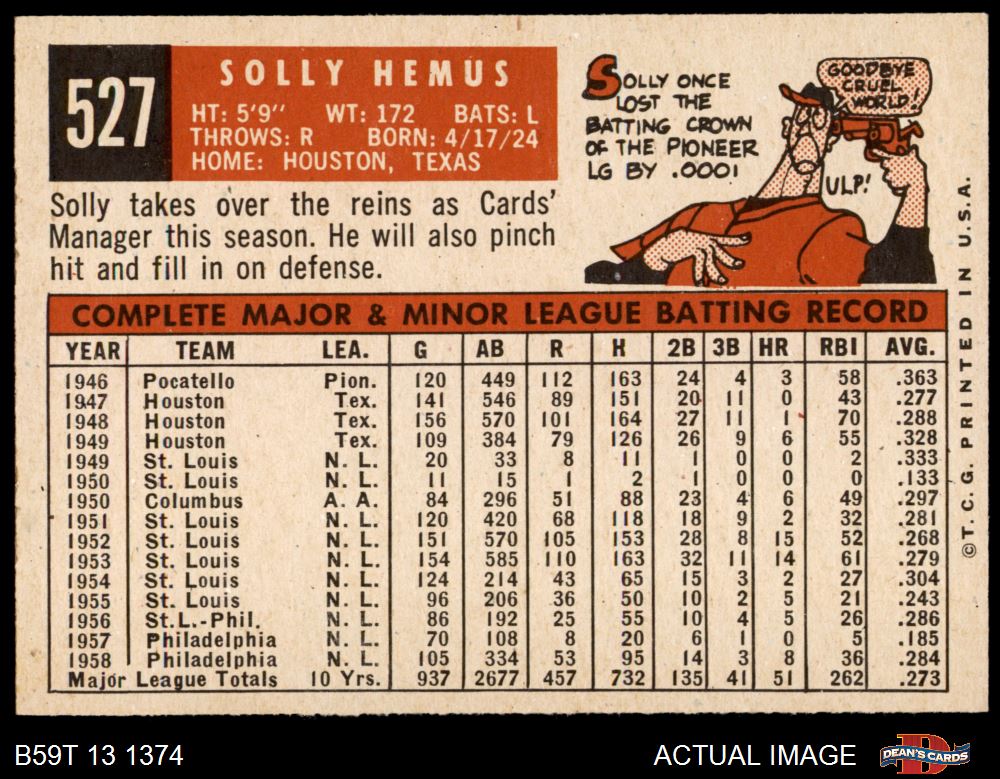 527
SOLLY HEMUS
HT: 5'9" WT: 172 BATS: L
THROWS: R BORN: 4/17/24
HOME: HOUSTON, TEXAS
SOLLY ONCE
LOST THE
BATTING CROWN
OF THE PIONEER
LG BY .0001
GOODBYE
CRUEL
WORLD!
ULP!
Solly takes over the reins as Cards'
Manager this season. He will also pinch
hit and fill in on defense.
COMPLETE MAJOR & MINOR LEAGUE BATTING RECORD
YEAR TEAM LEA. G AB R H 2B 3B HR RBI AVG.
1946 Pocatello Pion. 120 449 112 163 24 4 3 58 .363
1947 Houston Tex. 141 546 89 151 20 11 0 43 .277
1948 Houston Tex. 156 570 101 164 27 11 1 70 .288
1949 Houston Tex. 109 384 79 126 26 9 6 55 .328
1949 St. Louis N. L. 20 33 8 11 1 0 0 2 .333
1950 St. Louis N. L. 11 15 1 2 1 0 0 0 .133
1950 Columbus A. A. 84 296 51 88 23 4 6 49 .297
1951 St. Louis N. L. 120 420 68 118 18 9 2 32 .281
1952 St. Louis N. L. 151 570 105 153 28 8 15 52 .268
1953 St. Louis N. L. 154 585 110 163 32 11 14 61 .279
1954 St. Louis N. L. 124 214 43 65 15 3 2 27 .304
1955 St. Louis N. L. 96 206 36 50 10 2 5 21 .243
1956 St.L.-Phil. N. L. 86 192 25 55 10 4 5 26 .286
1957 Philadelphia N. L. 70 108 8 20 6 1 0 5 .185
1958 Philadelphia N. L. 105 334 53 95 14 3 8 36 .284
Major League Totals 10 Yrs. 937 2677 457 732 135 41 51 262 .273
©T.C.G. PRINTED IN U.S.A.
B59T 13 1374
ACTUAL IMAGE
DEAN'S CARDS